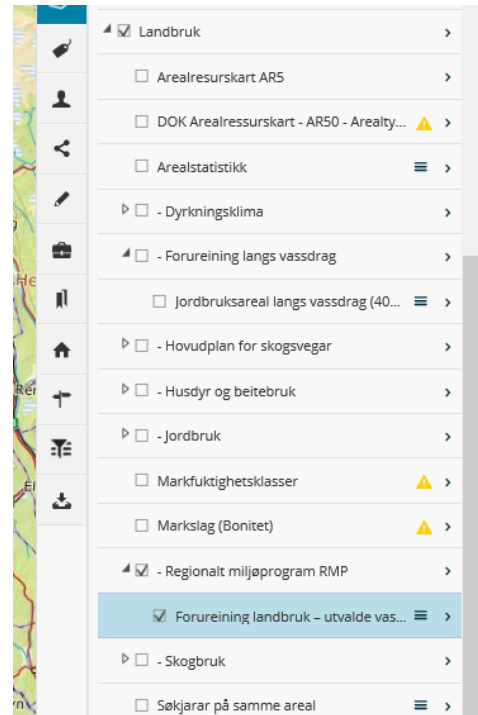 Landbruk
Arealresurskart AR5
DOK Arealressurskart - AR50 - Arealty...
Arealstatistikk
- Dyrkningsklima
- Forureining langs vassdrag
Jordbruksareal langs vassdrag (40...
- Hovudplan for skogsvegar
- Husdyr og beitebruk
- Jordbruk
Markfuktighetsklasser
Markslag (Bonitet)
- Regionalt miljøprogram RMP
Forureining landbruk – utvalde vas...
- Skogbruk
Søkjarar på samme areal